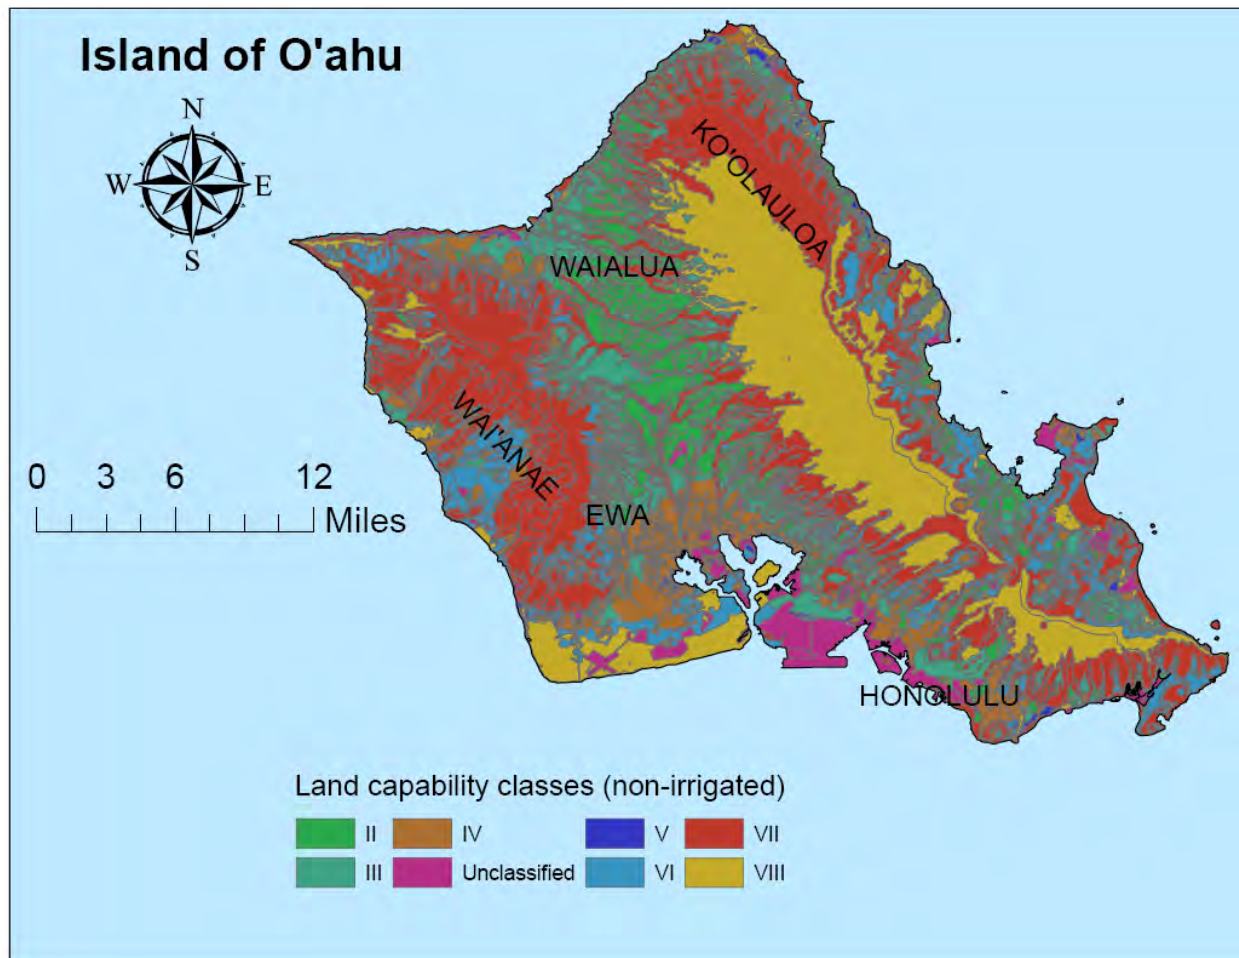 Island of O'ahu
N
W E
S
KO'OLAULOA
WAIALUA
WAI'ANAE
EWA
0 3 6 12
Miles
HONOLULU
Land capability classes (non-irrigated)
II IV V VII
III Unclassified VI VIII